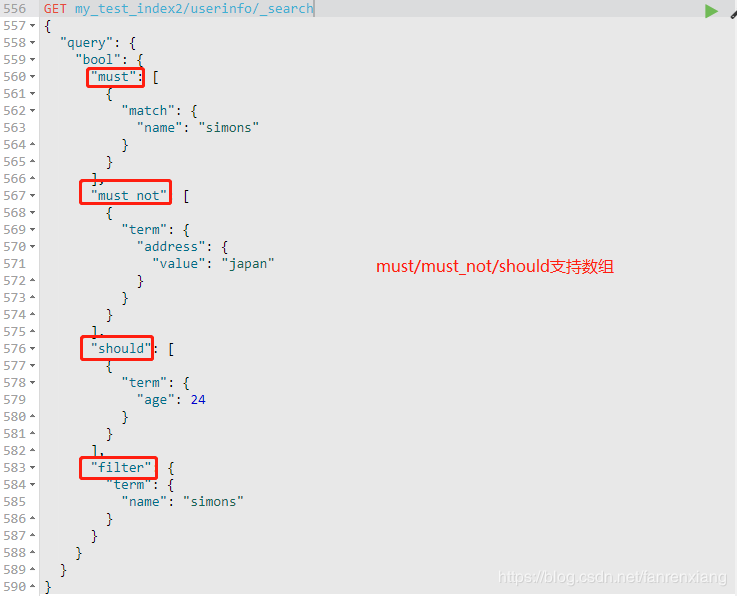 556 GET my_test_index2/userinfo/_search
557 {
558 "query": {
559 "bool": {
560 "must": [
561 {
562 "match": {
563 "name": "simons"
564 }
565 }
566 ],
567 "must_not" [
568 {
569 "term": {
570 "address": {
571 "value": "japan"
572 }
573 }
574 }
575 ],
576 "should": [
577 {
578 "term": {
579 "age": 24
580 }
581 }
582 ],
583 "filter" {
584 "term": {
585 "name": "simons"
586 }
587 }
588 }
589 }
590 }
must/must_not/should支持数组
https://blog.csdn.net/fanrenxiang